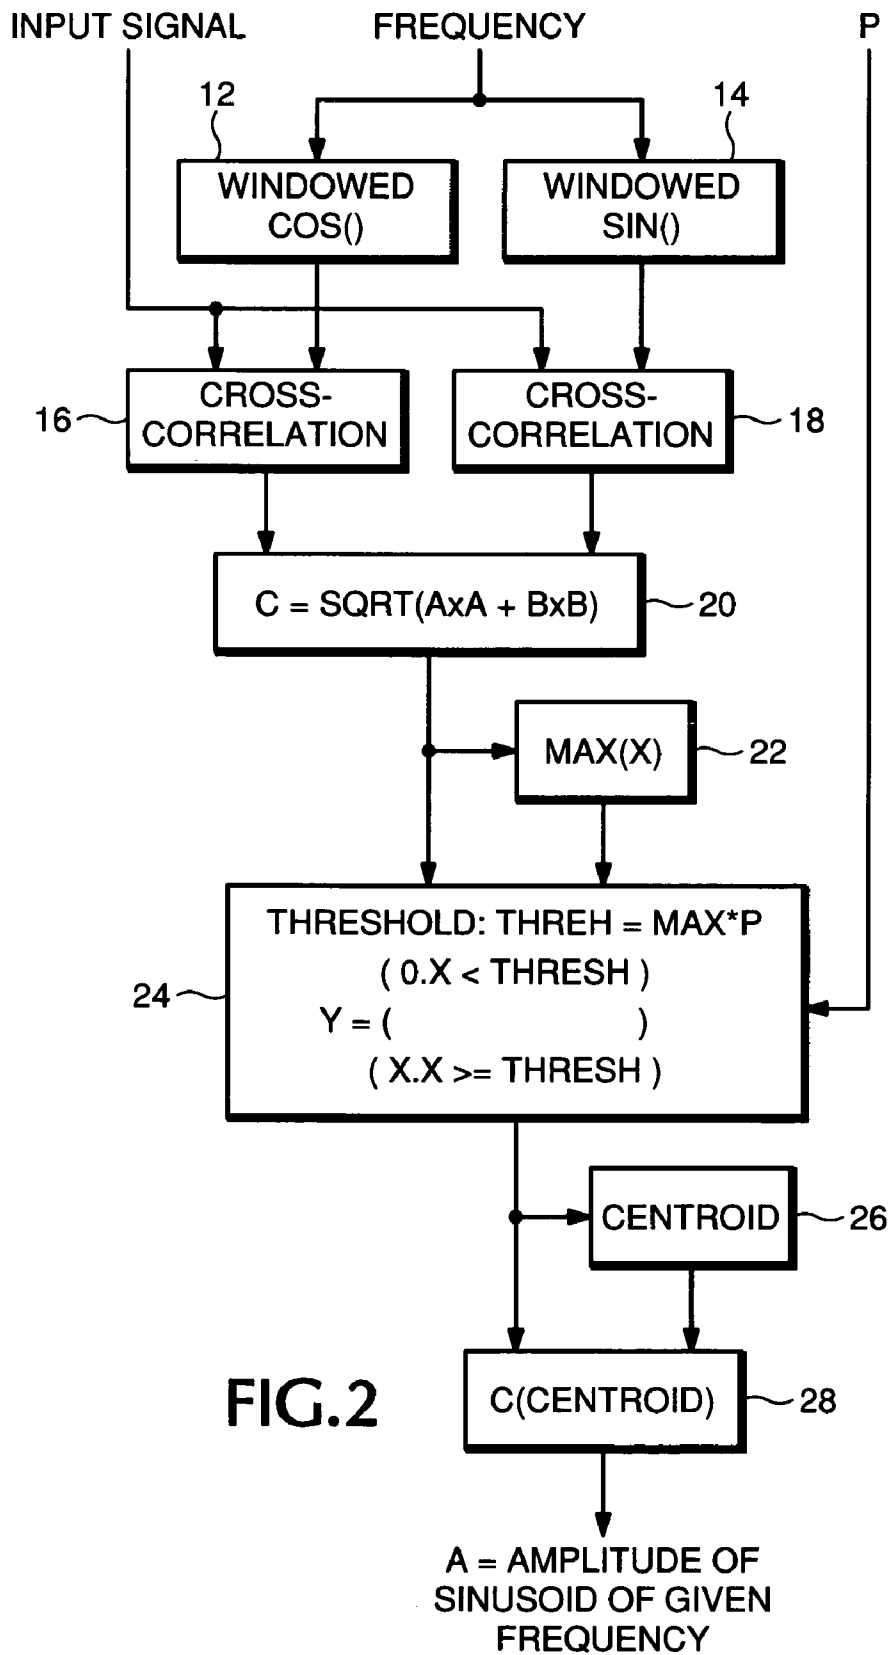 INPUT SIGNAL
FREQUENCY
P
12
14
WINDOWED
COS()
WINDOWED
SIN()
16
CROSS-
CORRELATION
CROSS-
CORRELATION
18
C = SQRT(AxA + BxB)
20
MAX(X)
22
24
THRESHOLD: THREH = MAX*P
( 0.X < THRESH )
Y = ( )
( X.X >= THRESH )
CENTROID
26
C(CENTROID)
28
FIG.2
A = AMPLITUDE OF
SINUSOID OF GIVEN
FREQUENCY